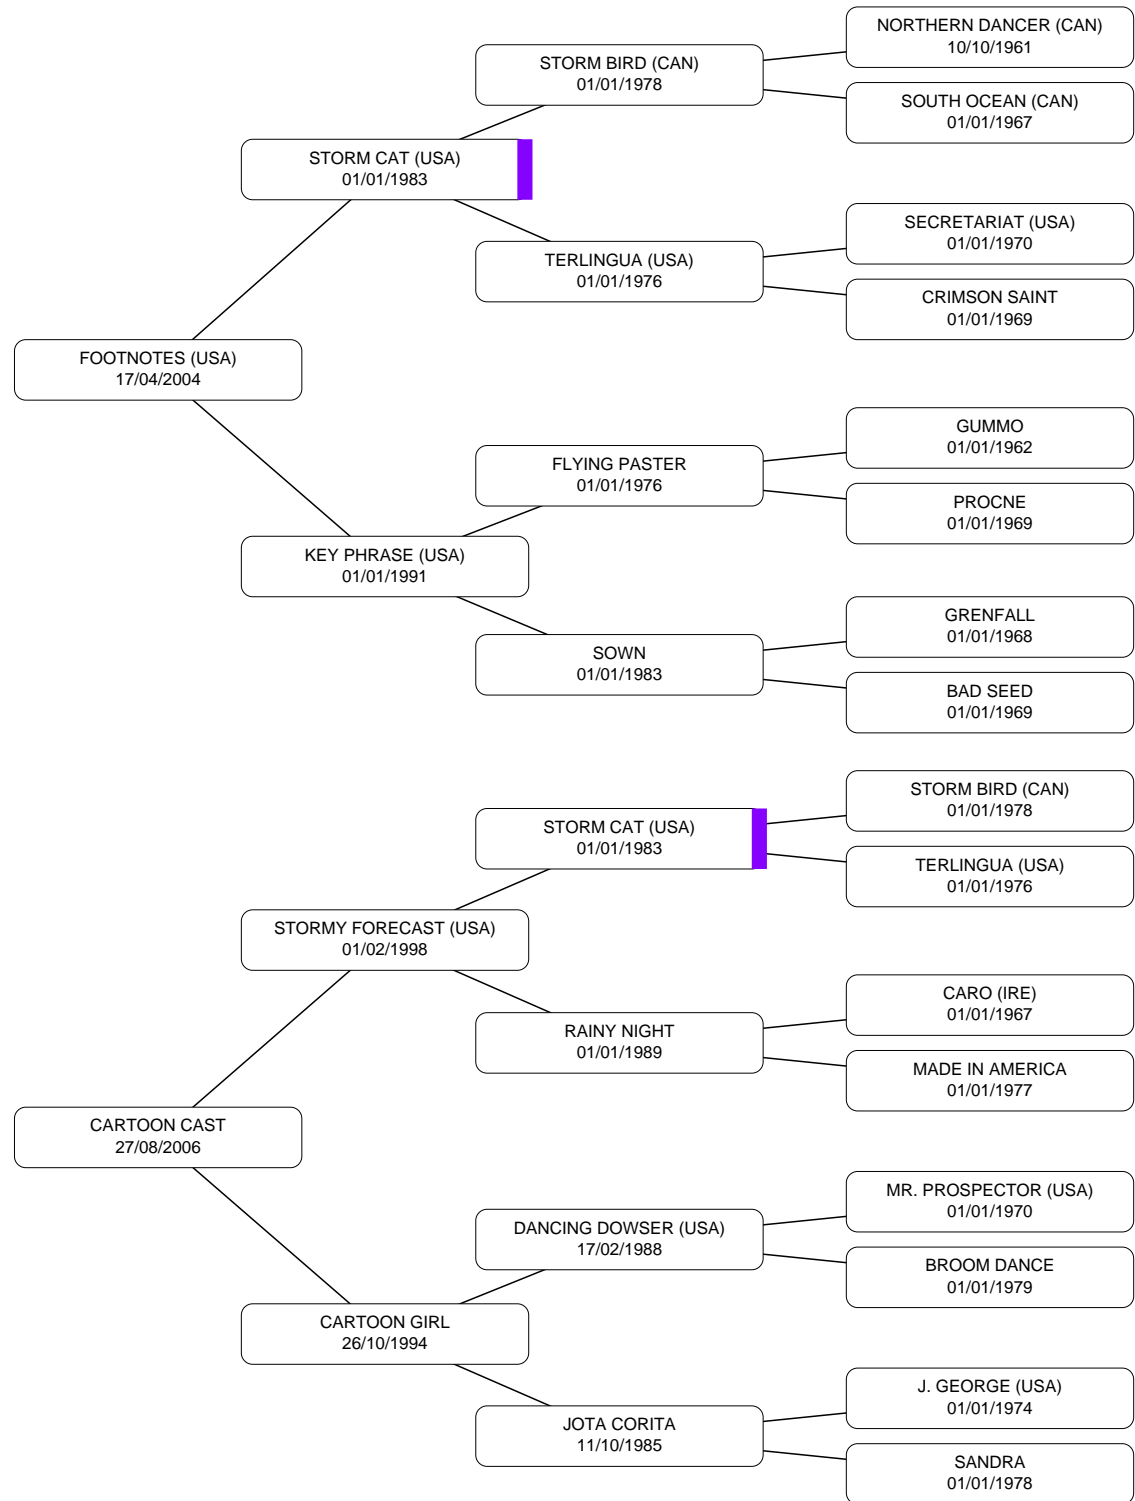 NORTHERN DANCER (CAN)
10/10/1961
STORM BIRD (CAN)
01/01/1978
SOUTH OCEAN (CAN)
01/01/1967
STORM CAT (USA)
01/01/1983
SECRETARIAT (USA)
01/01/1970
TERLINGUA (USA)
01/01/1976
CRIMSON SAINT
01/01/1969
FOOTNOTES (USA)
17/04/2004
GUMMO
01/01/1962
FLYING PASTER
01/01/1976
PROCNE
01/01/1969
KEY PHRASE (USA)
01/01/1991
GRENFALL
01/01/1968
SOWN
01/01/1983
BAD SEED
01/01/1969
STORM BIRD (CAN)
01/01/1978
STORM CAT (USA)
01/01/1983
TERLINGUA (USA)
01/01/1976
STORMY FORECAST (USA)
01/02/1998
CARO (IRE)
01/01/1967
RAINY NIGHT
01/01/1989
MADE IN AMERICA
01/01/1977
CARTOON CAST
27/08/2006
MR. PROSPECTOR (USA)
01/01/1970
DANCING DOWSER (USA)
17/02/1988
BROOM DANCE
01/01/1979
CARTOON GIRL
26/10/1994
J. GEORGE (USA)
01/01/1974
JOTA CORITA
11/10/1985
SANDRA
01/01/1978